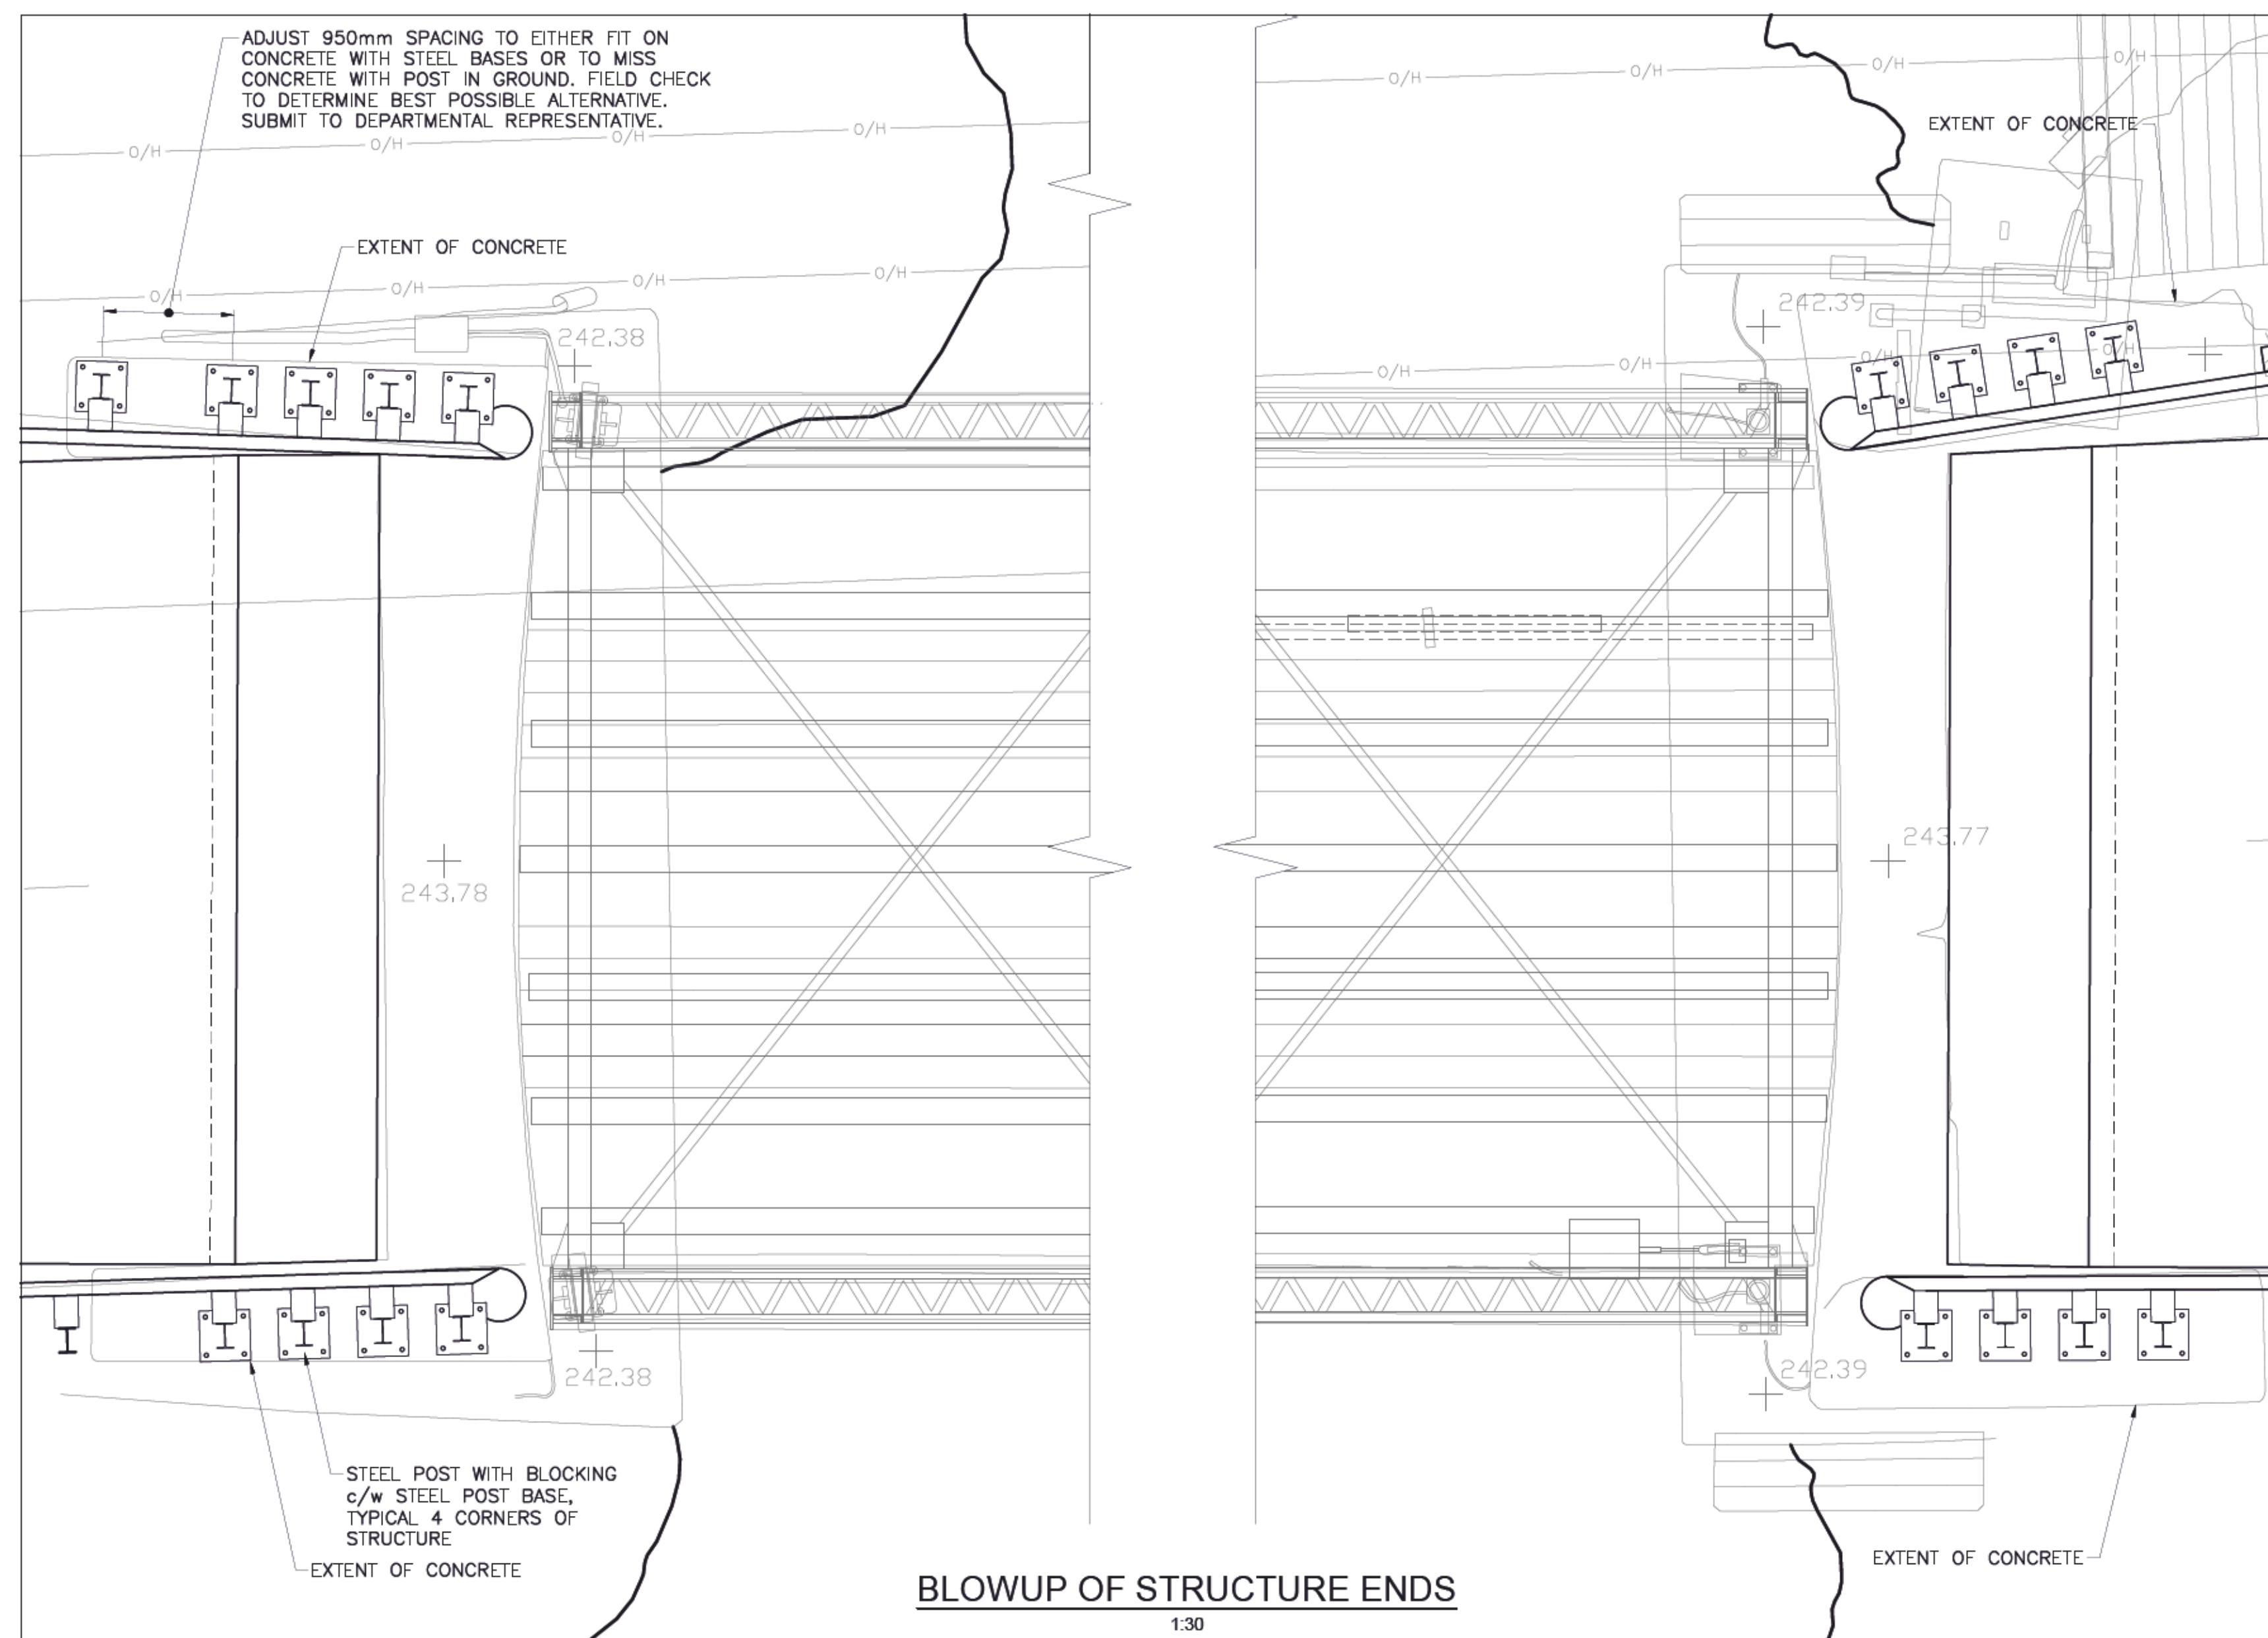 ADJUST 950mm SPACING TO EITHER FIT ON
CONCRETE WITH STEEL BASES OR TO MISS
CONCRETE WITH POST IN GROUND. FIELD CHECK
TO DETERMINE BEST POSSIBLE ALTERNATIVE.
SUBMIT TO DEPARTMENTAL REPRESENTATIVE.
O/H O/H O/H O/H
O/H O/H O/H O/H
EXTENT OF CONCRETE
EXTENT OF CONCRETE
O/H O/H O/H O/H
242.38
242.39
O/H O/H O/H O/H
243.78
243.77
242.38
242.39
STEEL POST WITH BLOCKING
c/w STEEL POST BASE,
TYPICAL 4 CORNERS OF
STRUCTURE
EXTENT OF CONCRETE
EXTENT OF CONCRETE
BLOWUP OF STRUCTURE ENDS
1:30